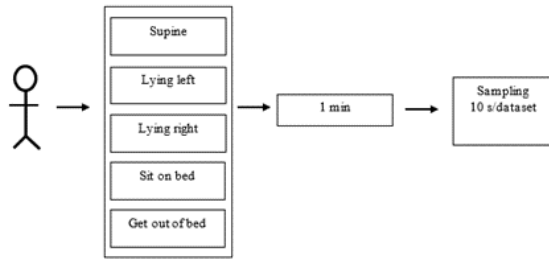 Supine
Lying left
Lying right
Sit on bed
Get out of bed
1 min
Sampling
10 s/dataset